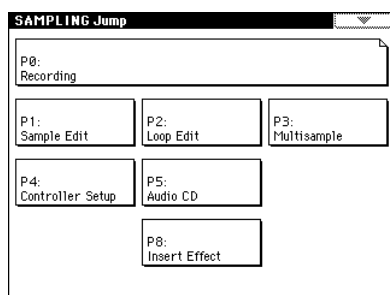 SAMPLING Jump
P0:
Recording
P1:
Sample Edit
P2:
Loop Edit
P3:
Multisample
P4:
Controller Setup
P5:
Audio CD
P8:
Insert Effect